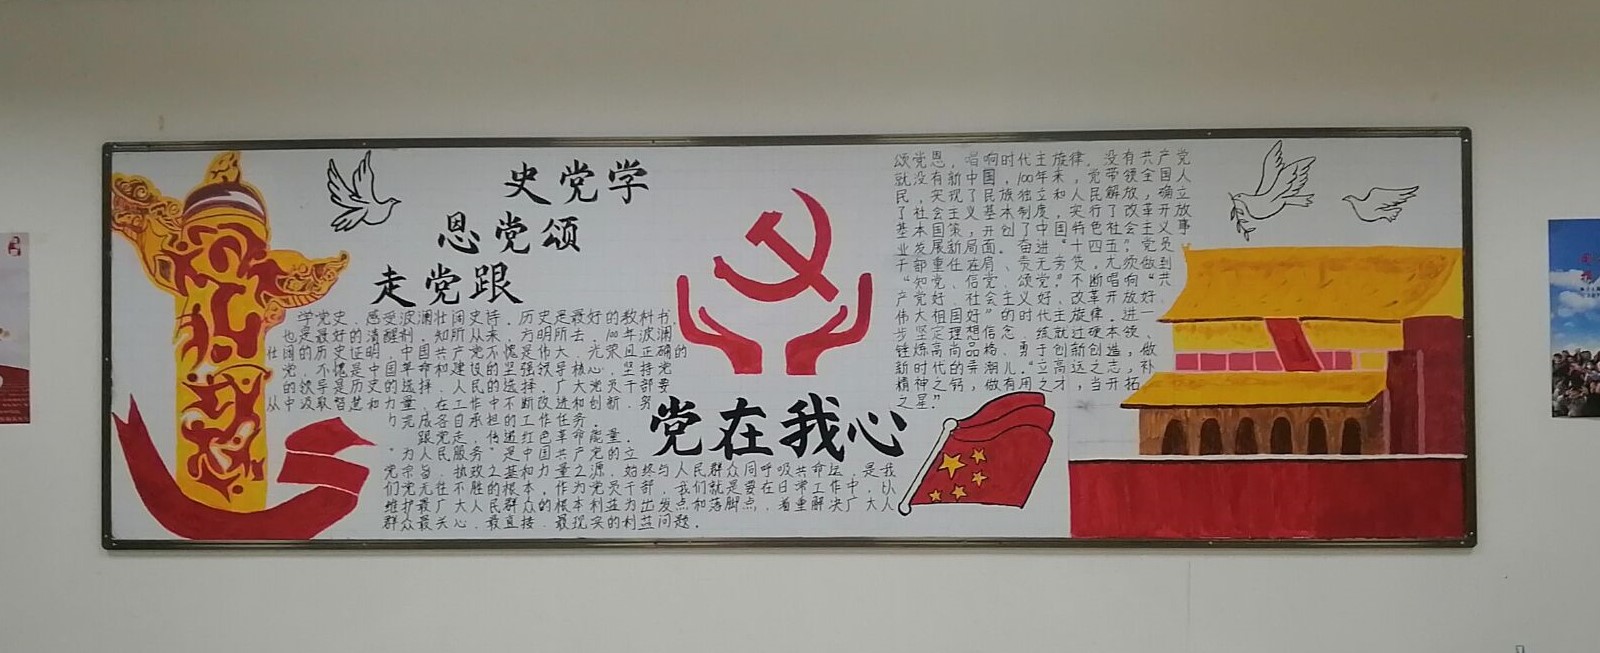 史党学
恩党颂
走党跟
学党史、感受波澜壮阔史诗。历史是最好的教科书,
也是最好的清醒剂。知所从来,方明所去,100年波澜
壮阔的历史证明,中国共产党不愧是伟大、光荣且正确的
党,不愧是中国革命和建设的坚强领导核心,坚持党
的领导是历史的选择、人民的选择,广大党员干部要
从中汲取智慧和力量,在工作中不断改进和创新,努
力完成各自承担的工作任务。
跟党走,传递红色革命能量。
“为人民服务”是中国共产党的立
党宗旨、执政之基和力量之源,始终与人民群众同呼吸共命运,是我
们党无往不胜的根本。作为党员干部,我们就是要在日常工作中,以
维护最广大人民群众的根本利益为出发点和落脚点,着重解决广大人
群众最关心、最直接、最现实的利益问题。
党在我心
颂党恩,唱响时代主旋律。没有共产党
就没有新中国,100年来,党带领全国人
民,实现了民族独立和人民解放,确立
了社会主义基本制度,实行了改革开放
基本国策,开创了中国特色社会主义事
业发展新局面。奋进“十四五”,党员
干部重任在肩、责无旁贷,尤须做到
“知党、信党、颂党”不断唱响“共
产党好、社会主义好、改革开放好、
伟大祖国好”的时代主旋律。进一
步坚定理想信念、练就过硬本领、
锤炼高尚品格、勇于创新创造,做
新时代的弄潮儿。“立高远之志,补
精神之钙,做有用之才,当开拓
之星”